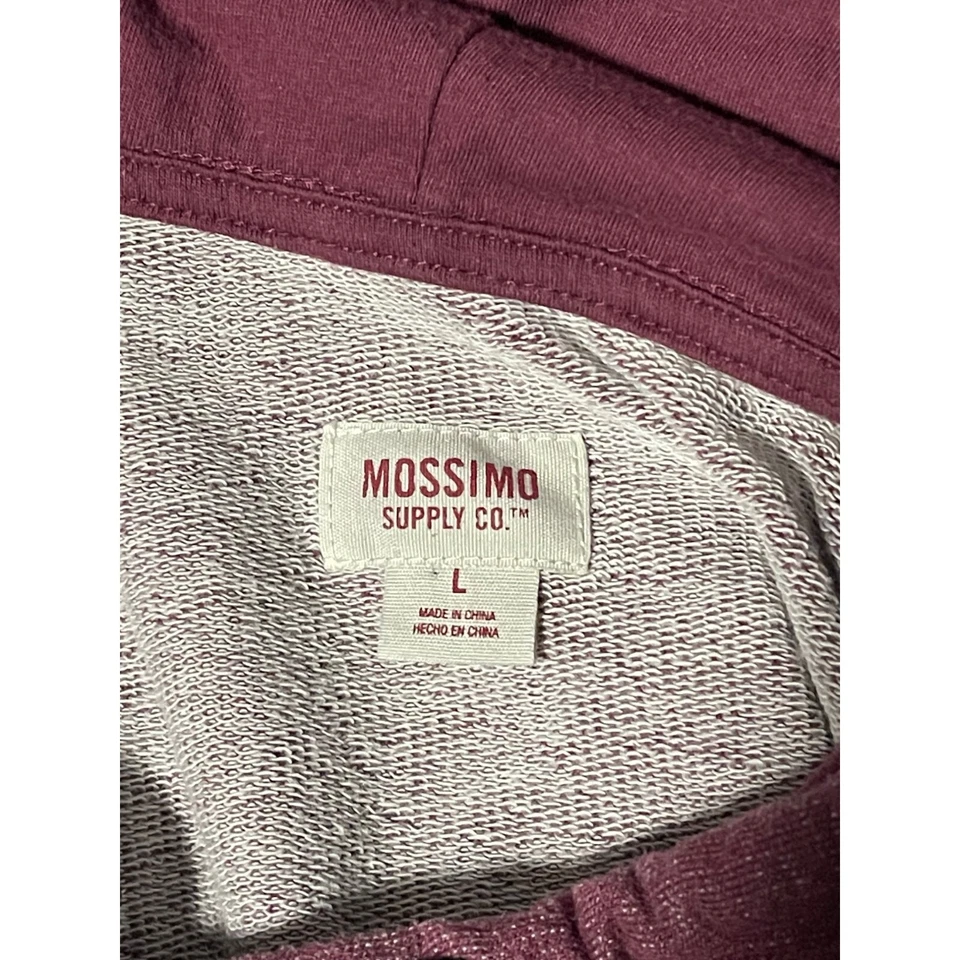 MOSSIMO
SUPPLY CO.™
L
MADE IN CHINA
HECHO EN CHINA